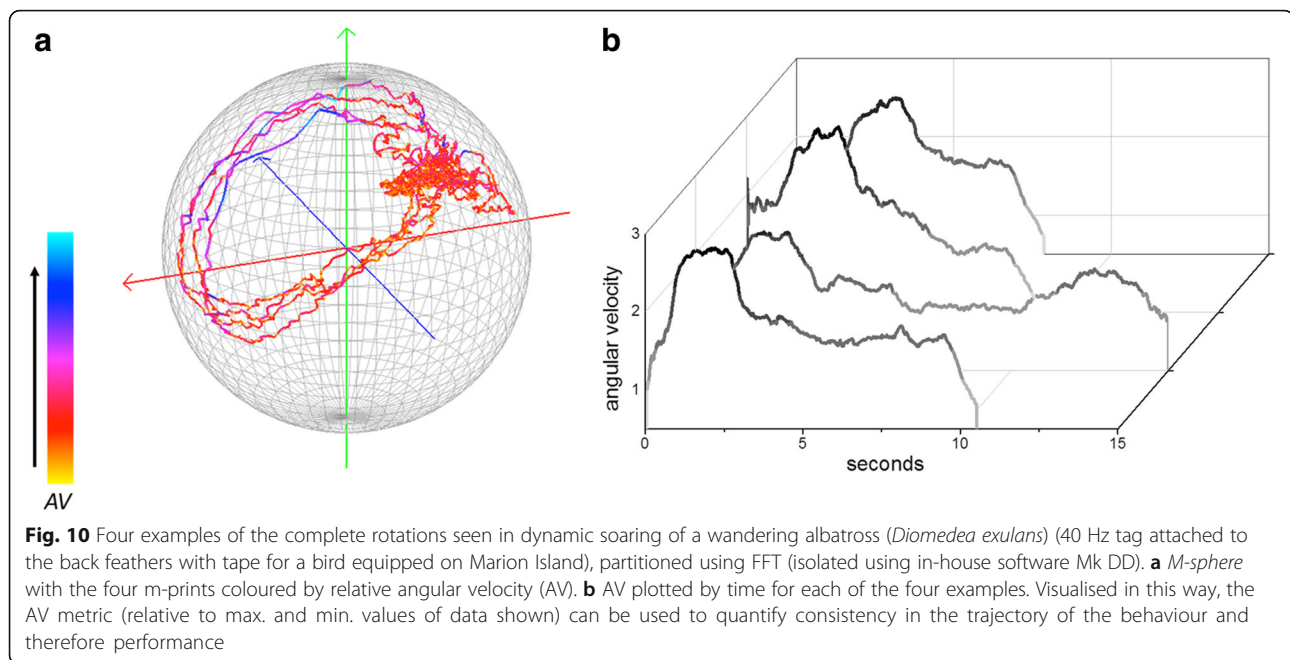 a
b
AV
3
2
1
angular velocity
0
5
10
15
seconds
Fig. 10 Four examples of the complete rotations seen in dynamic soaring of a wandering albatross (Diomedea exulans) (40 Hz tag attached to
the back feathers with tape for a bird equipped on Marion Island), partitioned using FFT (isolated using in-house software Mk DD). a M-sphere
with the four m-prints coloured by relative angular velocity (AV). b AV plotted by time for each of the four examples. Visualised in this way, the
AV metric (relative to max. and min. values of data shown) can be used to quantify consistency in the trajectory of the behaviour and
therefore performance